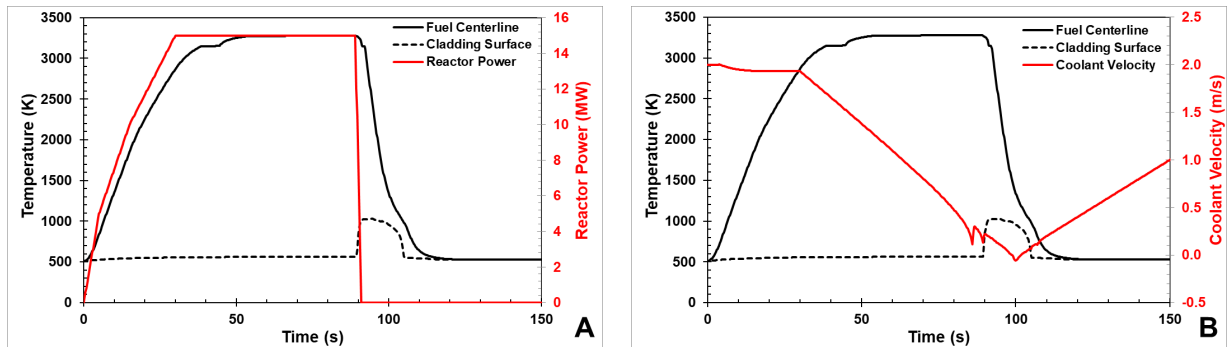 3500
3000
2500
2000
1500
1000
500
0
Temperature (K)
Fuel Centerline
Cladding Surface
Reactor Power
16
14
12
10
8
6
4
2
0
Reactor Power (MW)
0 50 100 150
Time (s)
A
3500
3000
2500
2000
1500
1000
500
0
Temperature (K)
Fuel Centerline
Cladding Surface
Coolant Velocity
2.5
2.0
1.5
1.0
0.5
0.0
-0.5
Coolant Velocity (m/s)
0 50 100 150
Time (s)
B